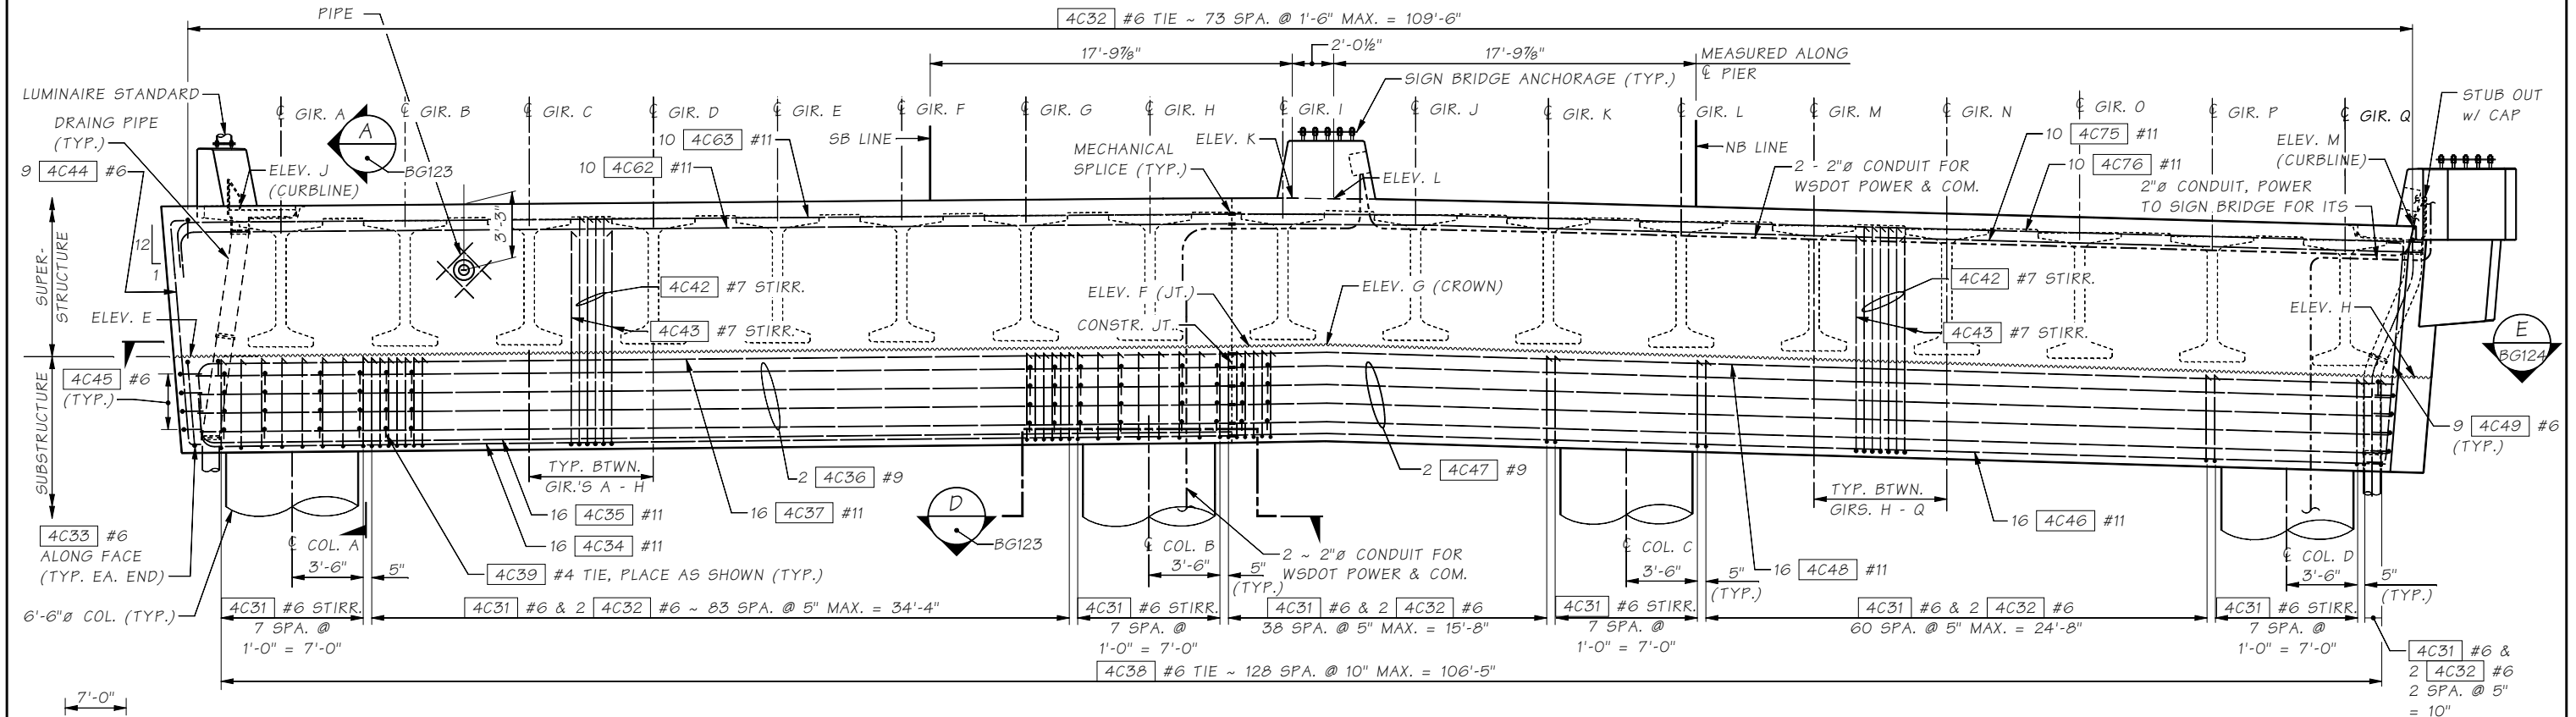 PIPE
4C32 #6 TIE ~ 73 SPA. @ 1'-6" MAX. = 109'-6"
17'-9⅞"
2'-0½"
17'-9⅞"
MEASURED ALONG
℄ PIER
SIGN BRIDGE ANCHORAGE (TYP.)
LUMINAIRE STANDARD
DRAING PIPE
(TYP.)
℄ GIR. A
℄ GIR. B
℄ GIR. C
℄ GIR. D
℄ GIR. E
℄ GIR. F
℄ GIR. G
℄ GIR. H
℄ GIR. I
℄ GIR. J
℄ GIR. K
℄ GIR. L
℄ GIR. M
℄ GIR. N
℄ GIR. O
℄ GIR. P
℄ GIR. Q
STUB OUT
w/ CAP
A
BG123
9 4C44 #6
ELEV. J
(CURBLINE)
10 4C63 #11
10 4C62 #11
SB LINE
MECHANICAL
SPLICE (TYP.)
ELEV. K
ELEV. L
NB LINE
2 - 2"ø CONDUIT FOR
WSDOT POWER & COM.
10 4C75 #11
10 4C76 #11
ELEV. M
(CURBLINE)
2"ø CONDUIT, POWER
TO SIGN BRIDGE FOR ITS
3'-3"
12
1
SUPER-
STRUCTURE
SUBSTRUCTURE
ELEV. E
4C42 #7 STIRR.
4C43 #7 STIRR.
ELEV. F (JT.)
CONSTR. JT.
ELEV. G (CROWN)
4C42 #7 STIRR.
4C43 #7 STIRR.
ELEV. H
E
BG124
4C45 #6
(TYP.)
9 4C49 #6
(TYP.)
TYP. BTWN.
GIR.'S A - H
2 4C36 #9
16 4C37 #11
16 4C35 #11
16 4C34 #11
D
BG123
2 4C47 #9
TYP. BTWN.
GIRS. H - Q
16 4C46 #11
16 4C48 #11
4C33 #6
ALONG FACE
(TYP. EA. END)
6'-6"ø COL. (TYP.)
4C39 #4 TIE, PLACE AS SHOWN (TYP.)
2 ~ 2"ø CONDUIT FOR
WSDOT POWER & COM.
℄ COL. A
3'-6"
5"
℄ COL. B
3'-6"
5"
(TYP.)
℄ COL. C
3'-6"
5"
(TYP.)
℄ COL. D
3'-6"
5"
(TYP.)
4C31 #6 STIRR.
7 SPA. @
1'-0" = 7'-0"
4C31 #6 & 2 4C32 #6 ~ 83 SPA. @ 5" MAX. = 34'-4"
4C31 #6 STIRR.
7 SPA. @
1'-0" = 7'-0"
4C31 #6 & 2 4C32 #6
38 SPA. @ 5" MAX. = 15'-8"
4C31 #6 STIRR.
7 SPA. @
1'-0" = 7'-0"
4C31 #6 & 2 4C32 #6
60 SPA @ 5" MAX. = 24'-8"
4C31 #6 STIRR.
7 SPA. @
1'-0" = 7'-0"
4C31 #6 &
2 4C32 #6
2 SPA. @ 5"
= 10"
4C38 #6 TIE ~ 128 SPA. @ 10" MAX. = 106'-5"
7'-0"